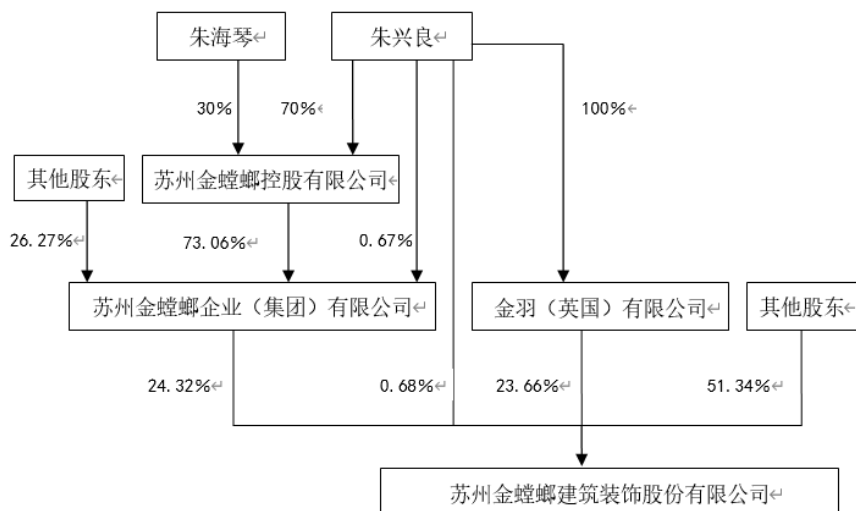 朱海琴↵
朱兴良↵
30%
70%↵
100%↵
其他股东↵
苏州金螳螂控股有限公司↵
26.27%↵
73.06%↵
0.67%
苏州金螳螂企业（集团）有限公司↵
金羽（英国）有限公司↵
其他股东↵
24.32%↵
0.68%↵
23.66%↵
51.34%↵
苏州金螳螂建筑装饰股份有限公司↵